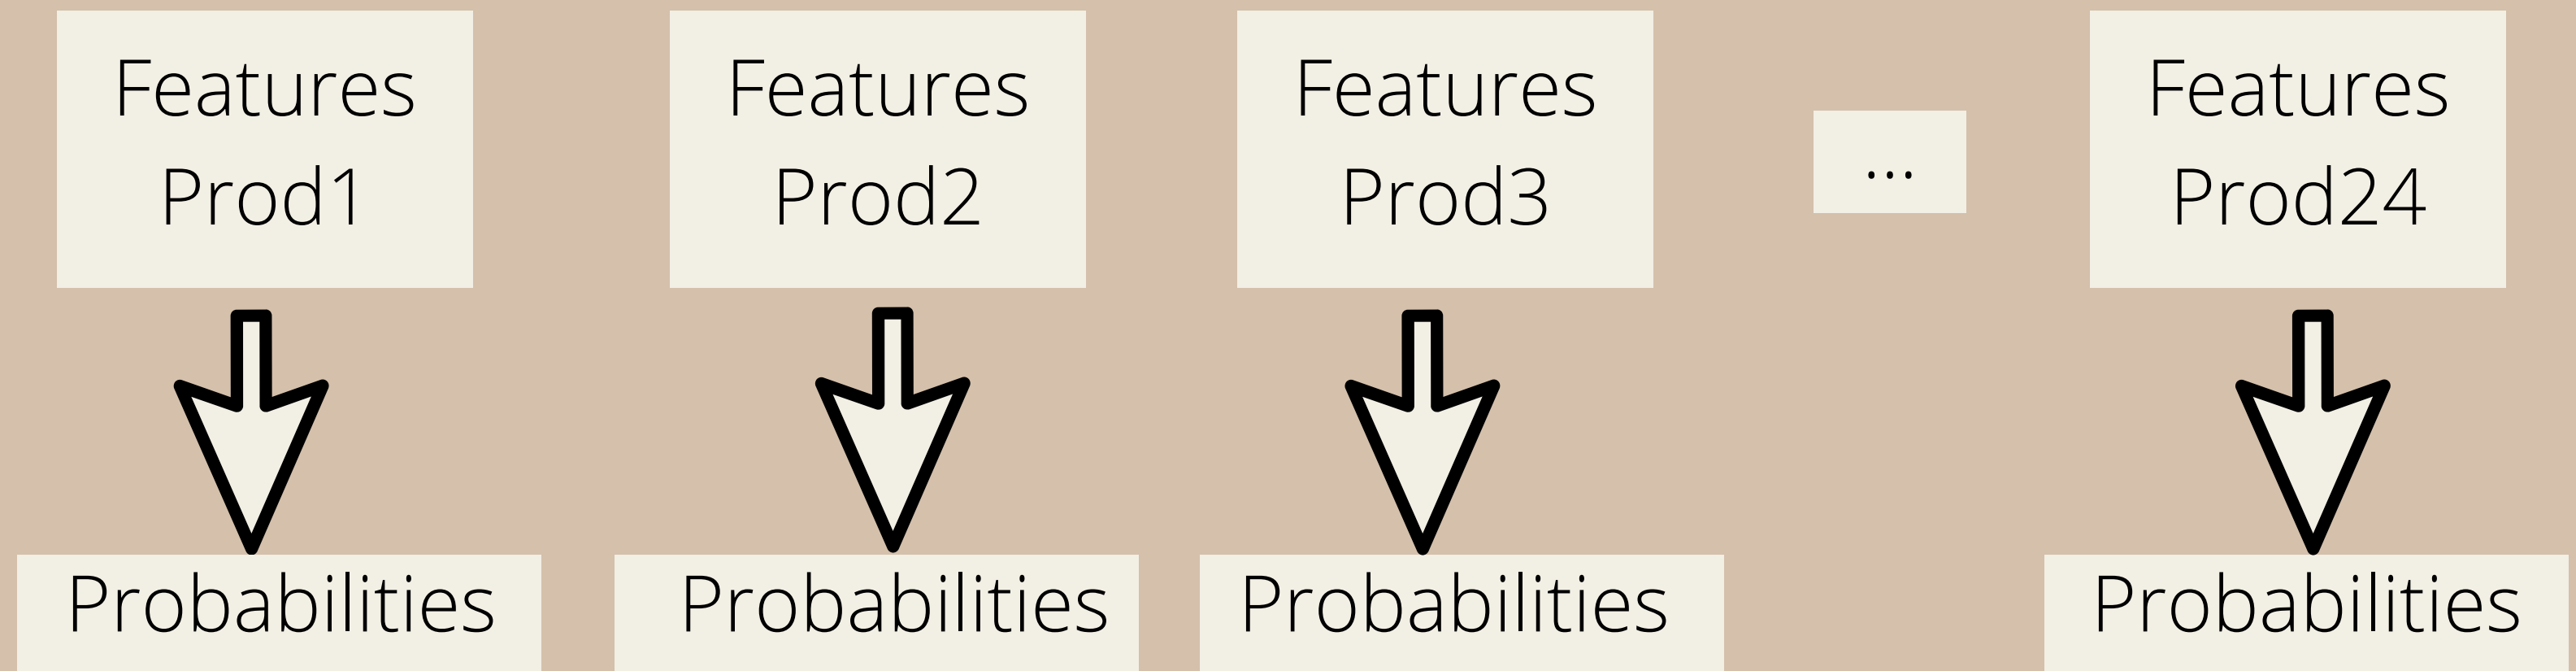 Features
Prod1
Features
Prod2
Features
Prod3
...
Features
Prod24
Probabilities
Probabilities
Probabilities
Probabilities